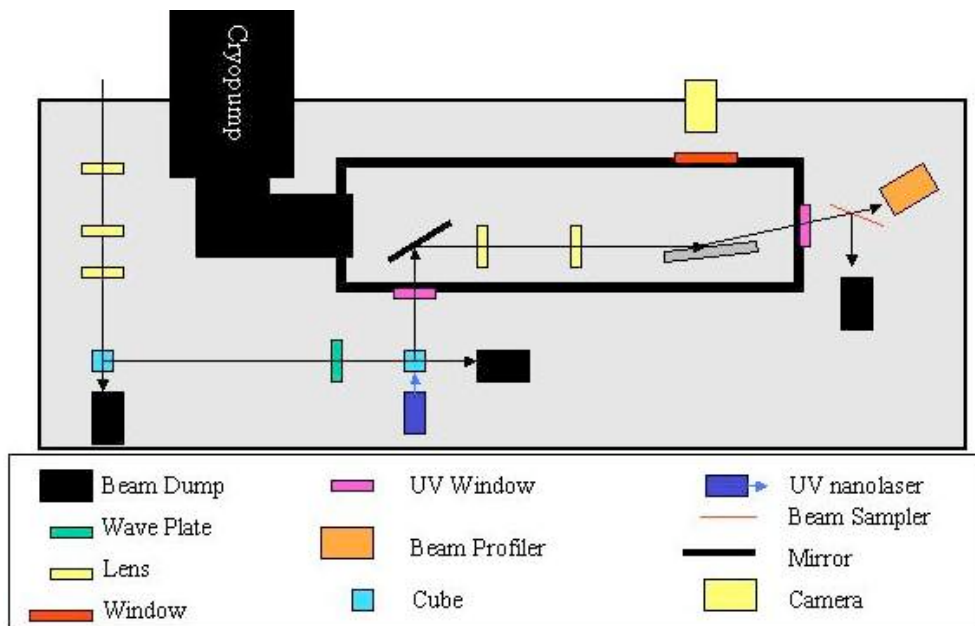 Cryopump
Beam Dump
UV Window
UV nanolaser
Wave Plate
Beam Sampler
Beam Profiler
Mirror
Lens
Cube
Camera
Window